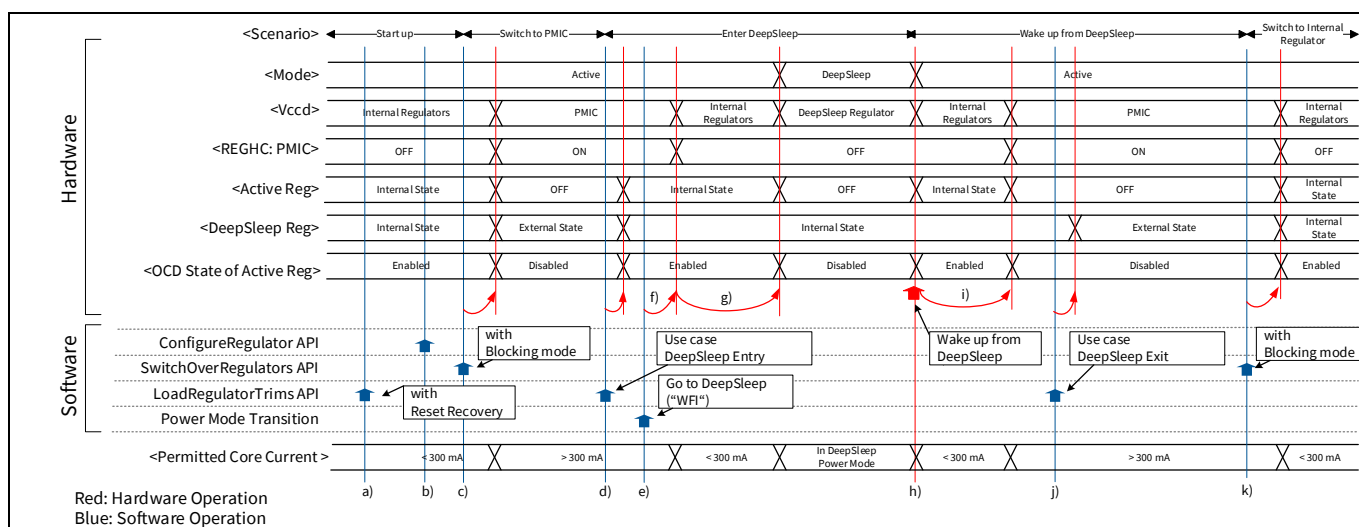 <Scenario> Start up Switch to PMIC Enter DeepSleep Wake up from DeepSleep Switch to Internal Regulator
<Mode> Active DeepSleep Active
<Vccd> Internal Regulators PMIC Internal Regulators DeepSleep Regulator Internal Regulators PMIC Internal Regulators
<REGHC: PMIC> OFF ON OFF ON OFF
<Active Reg> Internal State OFF Internal State OFF Internal State OFF Internal State
<DeepSleep Reg> Internal State External State Internal State External State Internal State
<OCD State of Active Reg> Enabled Disabled Enabled Disabled Enabled Disabled Enabled
Hardware
f) g) i)
Software
ConfigureRegulator API
SwitchOverRegulators API
LoadRegulatorTrims API
Power Mode Transition
with
Reset Recovery
with
Blocking mode
Use case
DeepSleep Entry
Go to DeepSleep
("WFI")
Wake up from
DeepSleep
Use case
DeepSleep Exit
with
Blocking mode
<Permitted Core Current > < 300 mA > 300 mA <300 mA In DeepSleep Power Mode <300 mA > 300 mA <300 mA
a) b) c) d) e) h) j) k)
Red: Hardware Operation
Blue: Software Operation